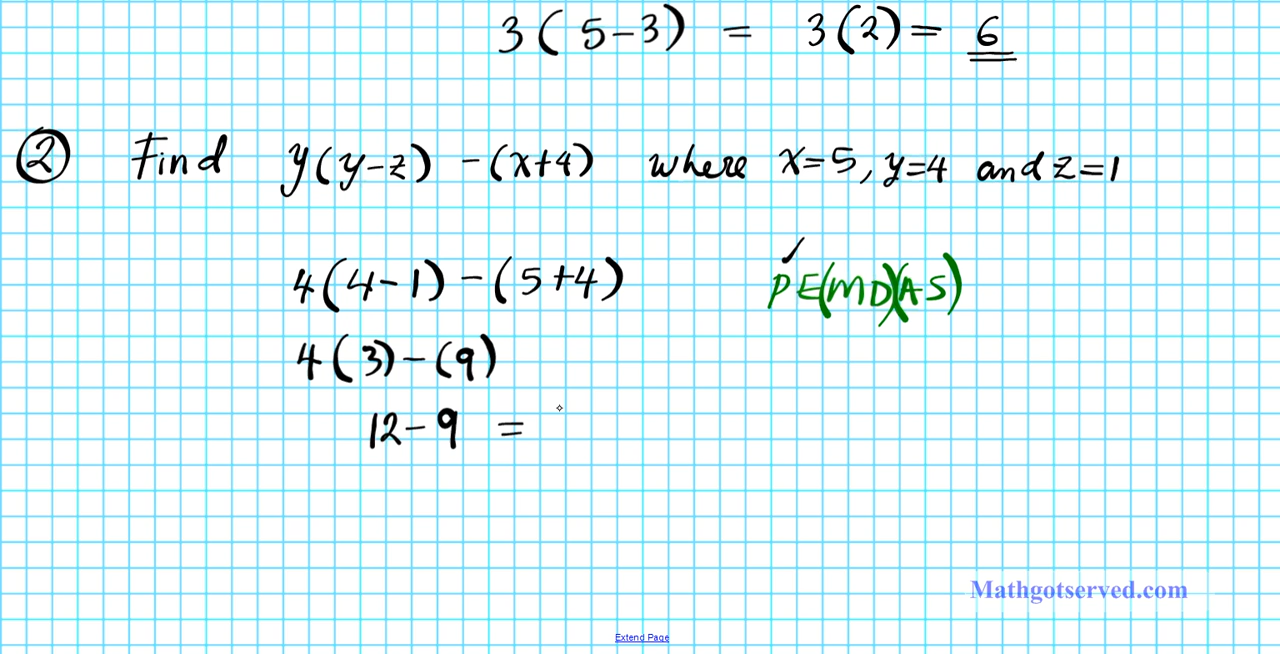 3(5-3) = 3(2) = 6
② Find y(y-z) -(x+4) where x=5, y=4 and z=1
4(4-1) -(5+4) PE(MD)(AS)
4(3)-(9)
12-9 =
Mathgotserved.com
Extend Page